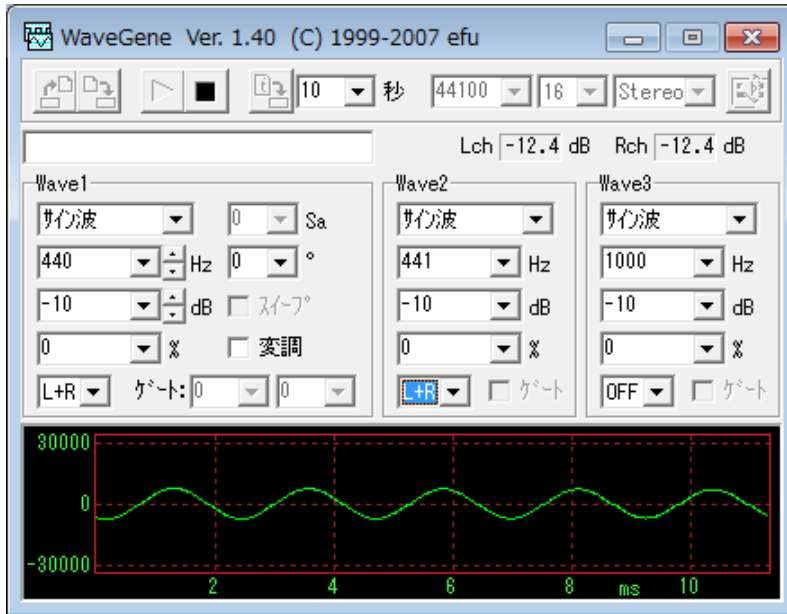 WaveGene Ver. 1.40 (C) 1999-2007 efu
10 秒 44100 16 Stereo
Lch -12.4 dB Rch -12.4 dB
Wave1
サイン波 0 Sa
440 Hz 0 °
-10 dB スイープ
0 % 変調
L+R ゲート: 0 0
Wave2
サイン波
441 Hz
-10 dB
0 %
L+R ゲート
Wave3
サイン波
1000 Hz
-10 dB
0 %
OFF ゲート
30000
0
-30000
2 4 6 8 ms 10